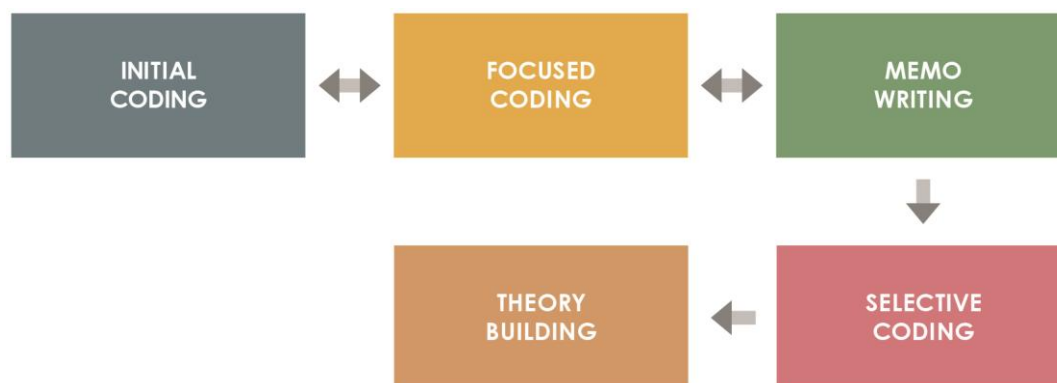 INITIAL
CODING
FOCUSED
CODING
MEMO
WRITING
THEORY
BUILDING
SELECTIVE
CODING